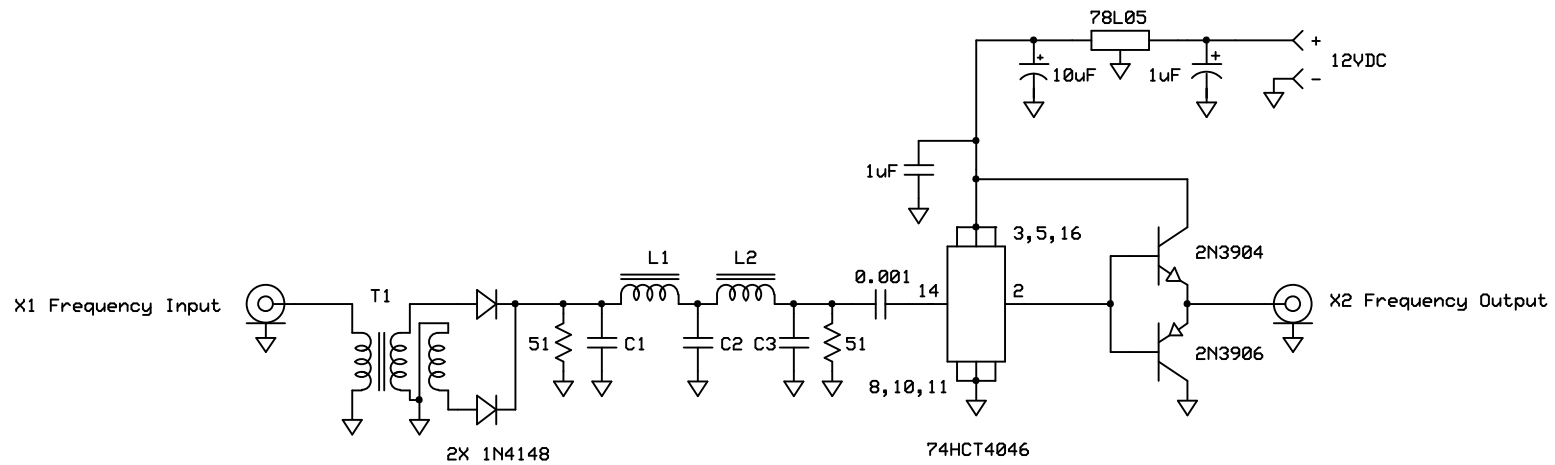 78L05
+
12VDC
+
10uF
1uF
+
-
1uF
3,5,16
2N3904
L1
L2
0.001
14
2
X1 Frequency Input
T1
X2 Frequency Output
51
C1
C2
C3
51
2N3906
8,10,11
2X 1N4148
74HCT4046